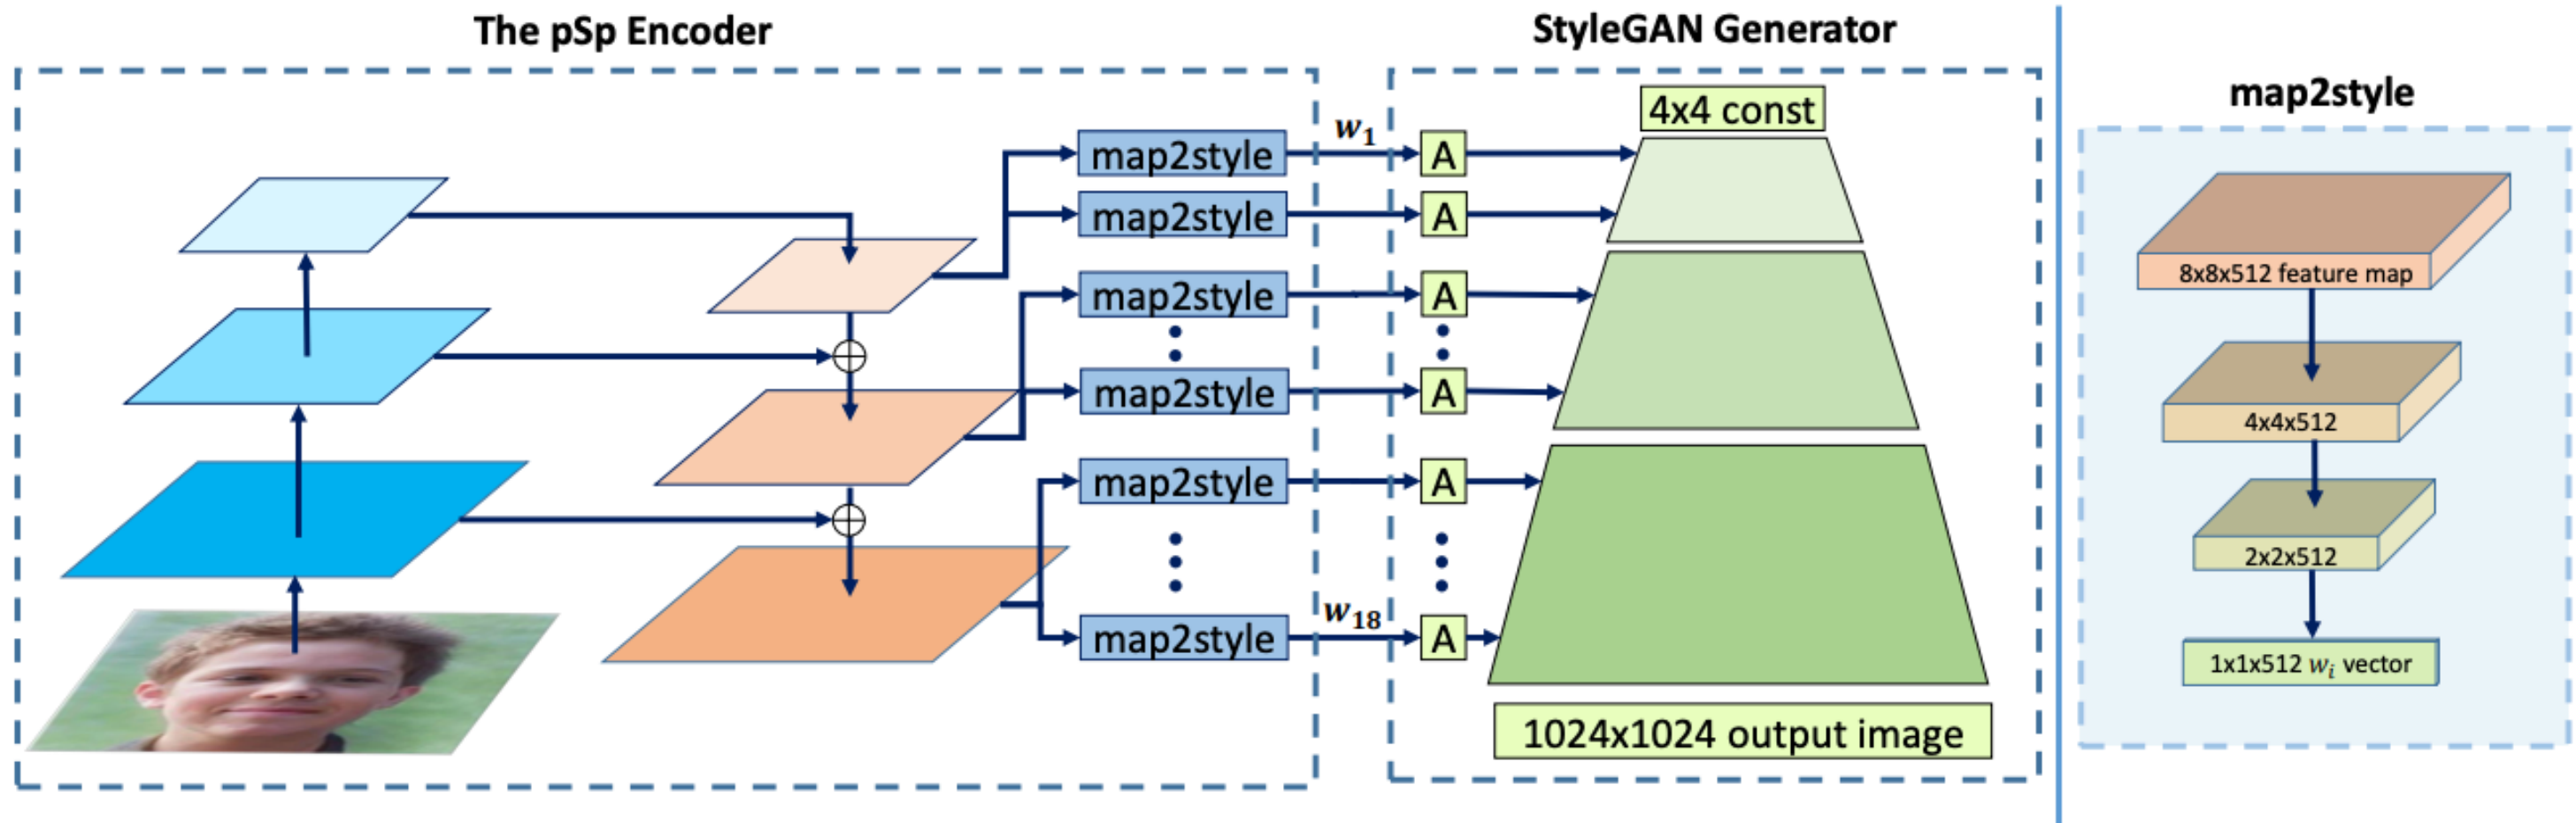 The pSp Encoder
StyleGAN Generator
map2style
4x4 const
w₁
map2style
A
map2style
A
map2style
A
map2style
A
map2style
A
w₁₈
map2style
A
1024x1024 output image
8x8x512 feature map
4x4x512
2x2x512
1x1x512 wᵢ vector